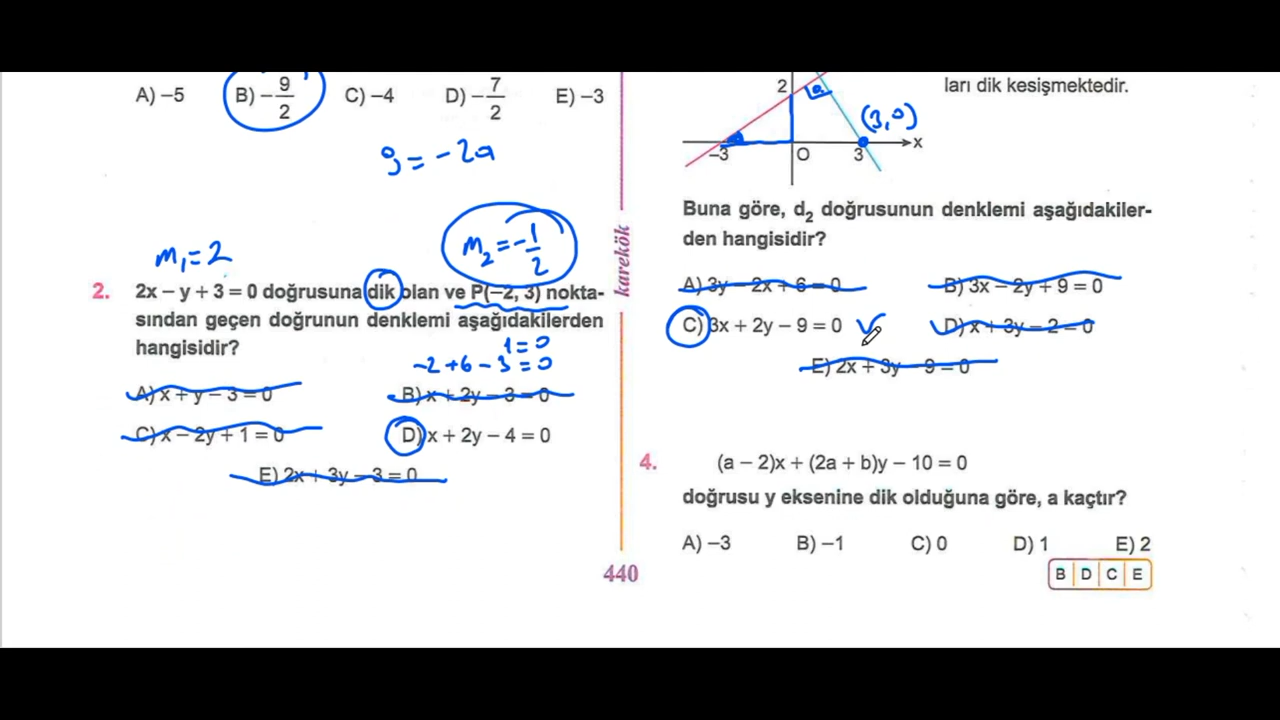 A) –5 B) –9/2 C) –4 D) –7/2 E) –3
9 = –2a
m₁ = 2
m₂ = –1/2
2. 2x – y + 3 = 0 doğrusuna dik olan ve P(–2, 3) nokta-
sından geçen doğrunun denklemi aşağıdakilerden
hangisidir?
1 = 0
–2 + 6 – 3 = 0
A) x + y – 3 = 0 B) x + 2y – 3 = 0
C) x – 2y + 1 = 0 D) x + 2y – 4 = 0
E) 2x + 3y – 3 = 0
karekök
440
ları dik kesişmektedir.
2
(3,0)
–3 O 3 x
Buna göre, d₂ doğrusunun denklemi aşağıdakiler-
den hangisidir?
A) 3y – 2x + 6 = 0 B) 3x – 2y + 9 = 0
C) 3x + 2y – 9 = 0 D) x + 3y – 2 = 0
E) 2x + 3y – 9 = 0
4. (a – 2)x + (2a + b)y – 10 = 0
doğrusu y eksenine dik olduğuna göre, a kaçtır?
A) –3 B) –1 C) 0 D) 1 E) 2
B D C E